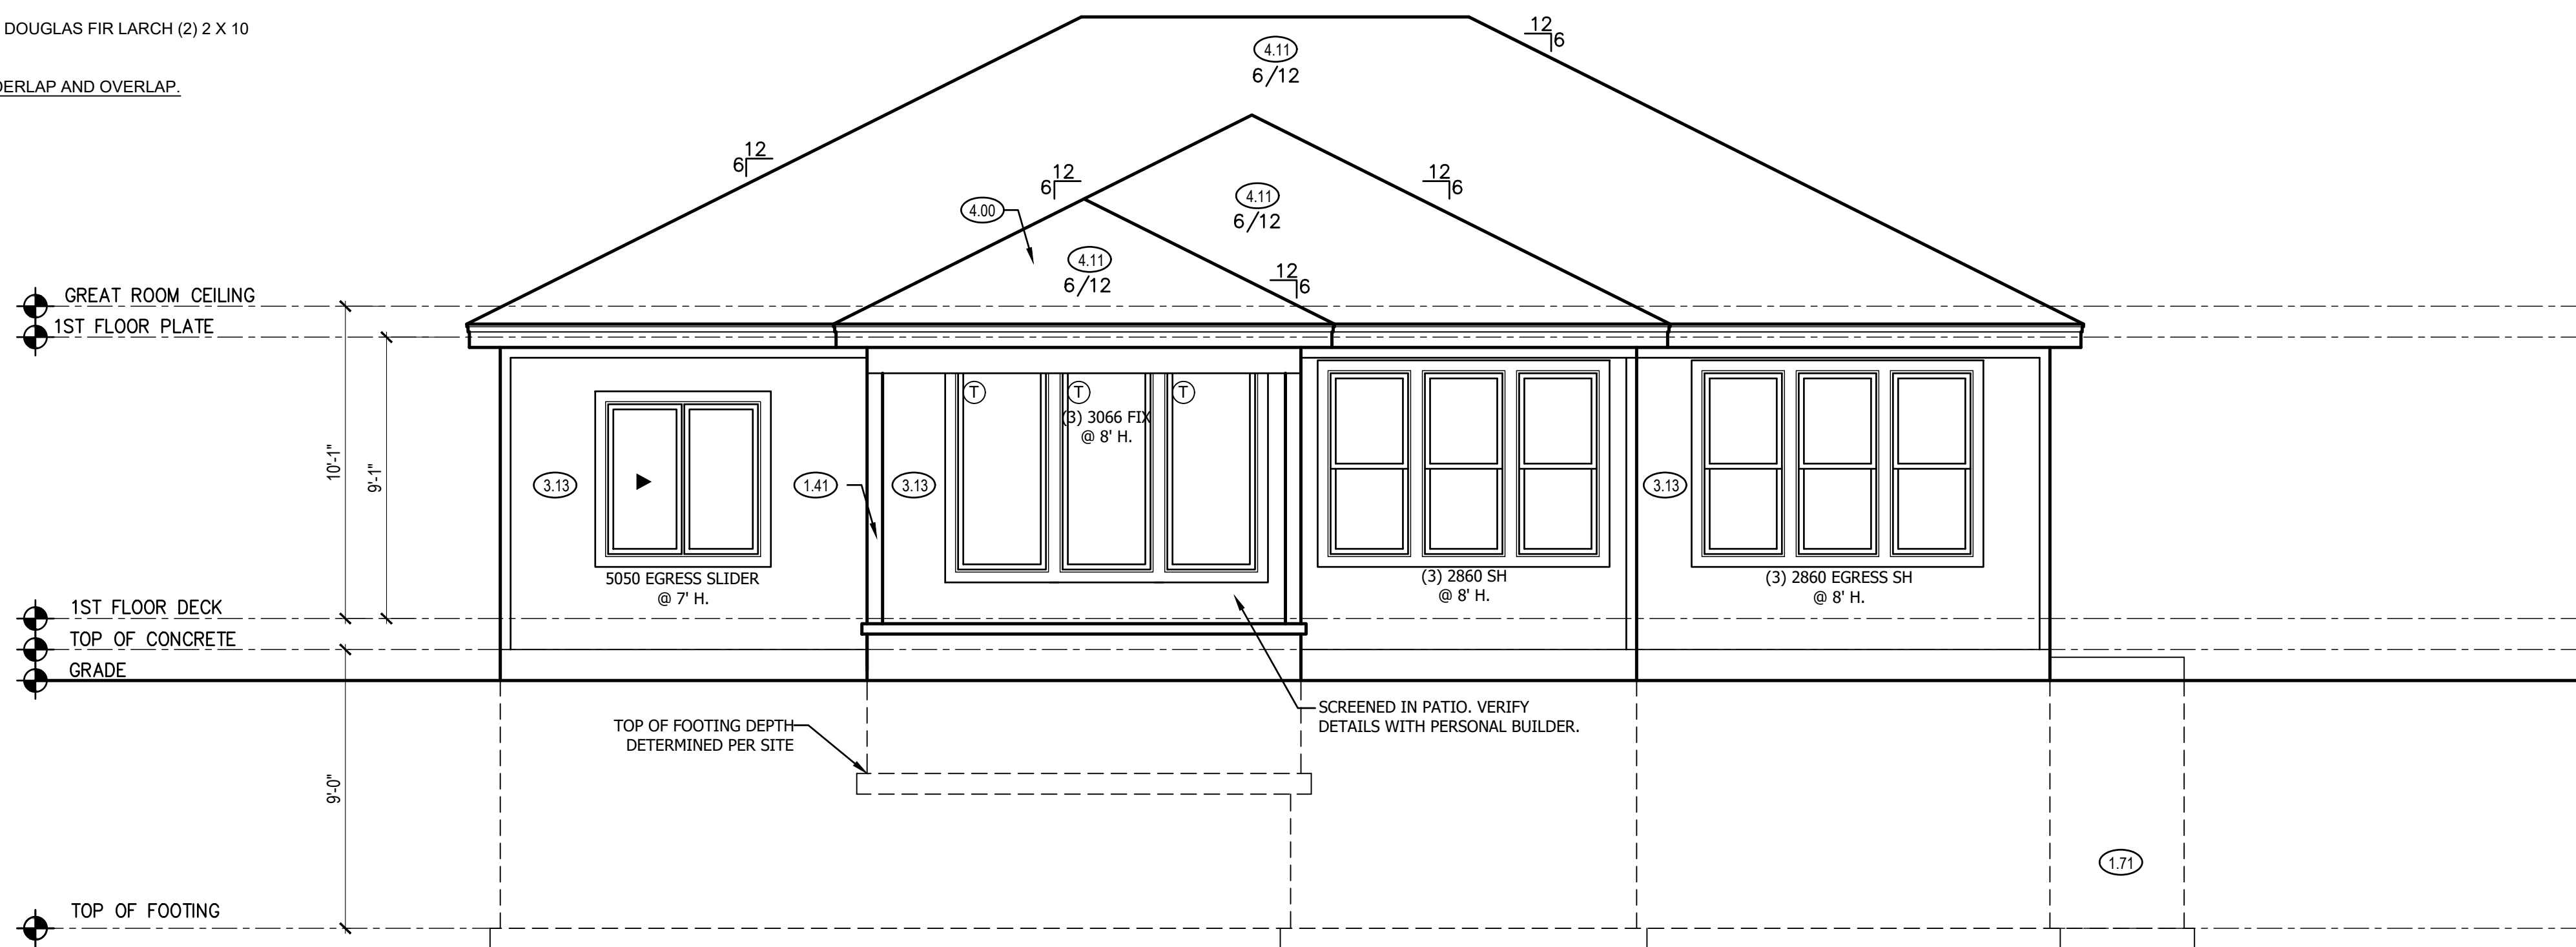 DOUGLAS FIR LARCH (2) 2 X 10
DERLAP AND OVERLAP.
12
6
4.11
6/12
12
6
12
6
12
6
4.00
4.11
6/12
4.11
6/12
12
6
GREAT ROOM CEILING
1ST FLOOR PLATE
10'-1"
9'-1"
T
T
T
(3) 3066 FIX
@ 8' H.
3.13
1.41
3.13
3.13
5050 EGRESS SLIDER
@ 7' H.
(3) 2860 SH
@ 8' H.
(3) 2860 EGRESS SH
@ 8' H.
1ST FLOOR DECK
TOP OF CONCRETE
GRADE
TOP OF FOOTING DEPTH
DETERMINED PER SITE
SCREENED IN PATIO. VERIFY
DETAILS WITH PERSONAL BUILDER.
9'-0"
1.71
TOP OF FOOTING